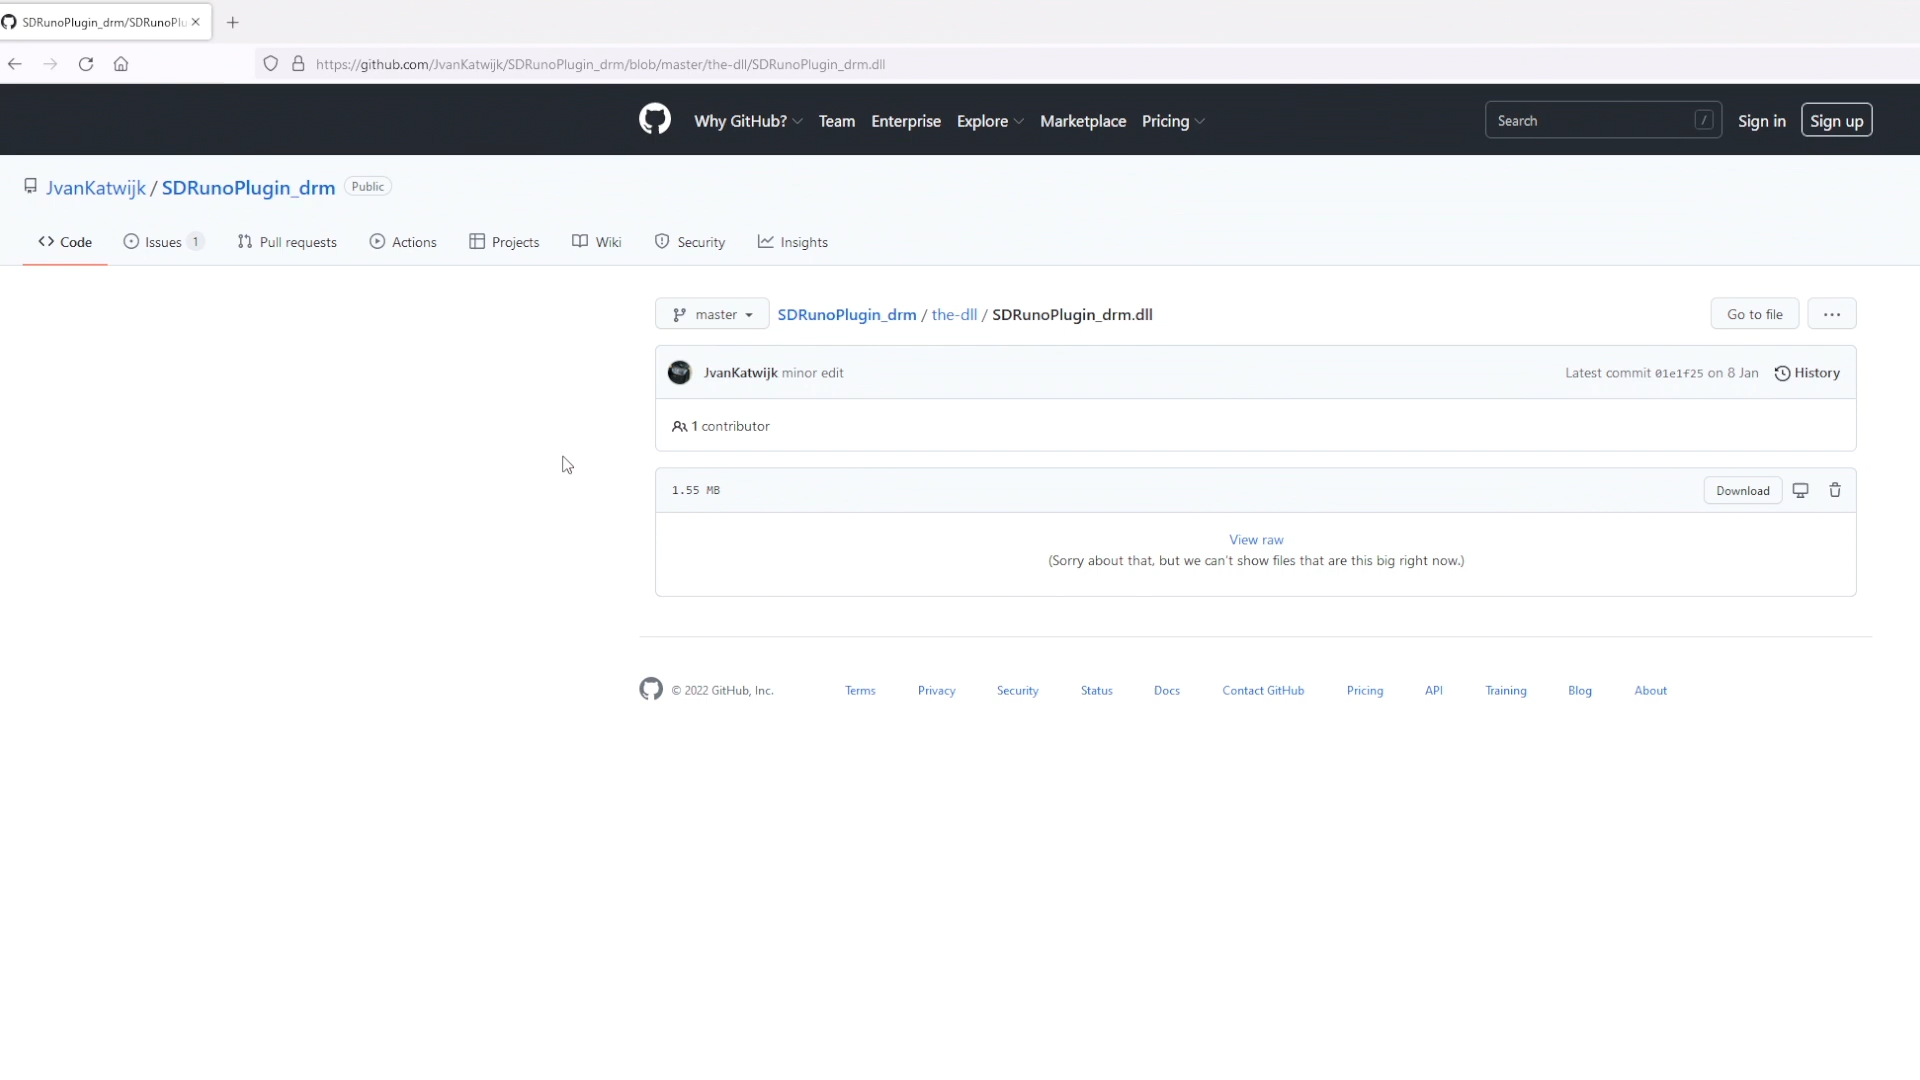 SDRunoPlugin_drm/SDRunoPlu
https://github.com/JvanKatwijk/SDRunoPlugin_drm/blob/master/the-dll/SDRunoPlugin_drm.dll
Why GitHub? Team Enterprise Explore Marketplace Pricing Search / Sign in Sign up
JvanKatwijk / SDRunoPlugin_drm Public
Code Issues 1 Pull requests Actions Projects Wiki Security Insights
master SDRunoPlugin_drm / the-dll / SDRunoPlugin_drm.dll Go to file ...
JvanKatwijk minor edit Latest commit 01e1f25 on 8 Jan History
1 contributor
1.55 MB Download
View raw
(Sorry about that, but we can't show files that are this big right now.)
© 2022 GitHub, Inc. Terms Privacy Security Status Docs Contact GitHub Pricing API Training Blog About